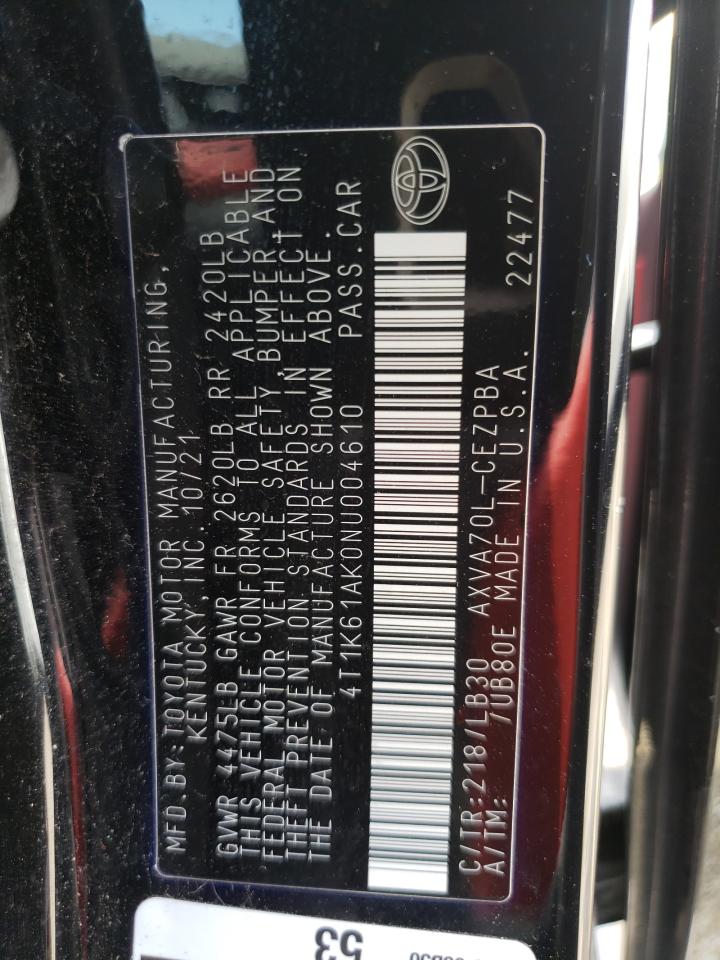 MFD.BY:TOYOTA MOTOR MANUFACTURING,
KENTUCKY, INC. 10/21
GVWR 4475LB GAWR FR 2620LB RR 2420LB
THIS VEHICLE CONFORMS TO ALL APPLICABLE
FEDERAL MOTOR VEHICLE SAFETY,BUMPER,AND
THEFT PREVENTION STANDARDS IN EFFECT ON
THE DATE OF MANUFACTURE SHOWN ABOVE.
4T1K61AK0NU004610 PASS.CAR
C/TR:218/LB30 AXVA70L-CEZPBA
A/TM: /UB80E MADE IN U.S.A. 22477
53